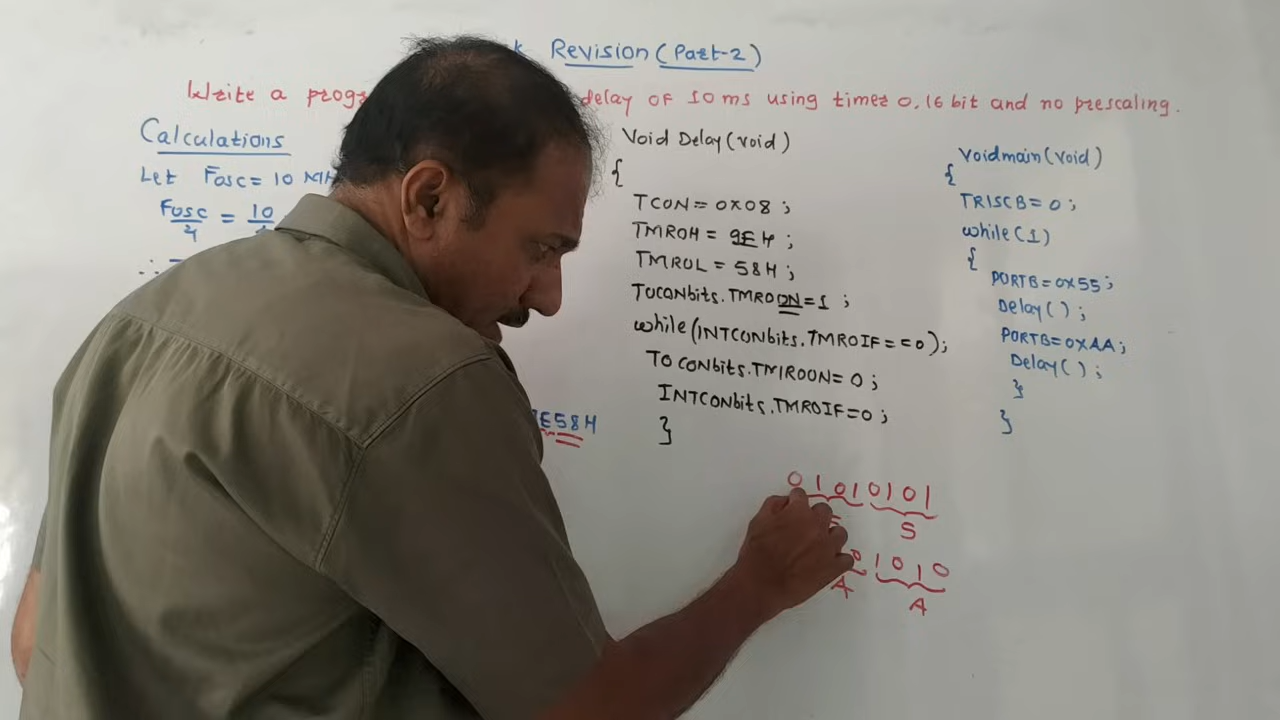 Revision (Part-2)
Write a delay of 10 ms using timer 0, 16 bit and no prescaling.
Calculations
Let Fosc = 10
Fosc/4 = 10
∴
E58H
Void Delay(void)
{
TCON = 0X08 ;
TMR0H = 9EH ;
TMR0L = 58H ;
T0CONbits.TMR0ON=1 ;
while(INTCONbits.TMR0IF==0);
T0CONbits.TMR0ON=0 ;
INTCONbits.TMR0IF=0 ;
}
Voidmain(void)
{
TRISCB=0 ;
while(1)
{
PORTB=0X55 ;
Delay( ) ;
PORTB=0XAA ;
Delay( ) ;
}
}
0 1 0 1 0 1 0 1
5
0 1 0 1 0
A A